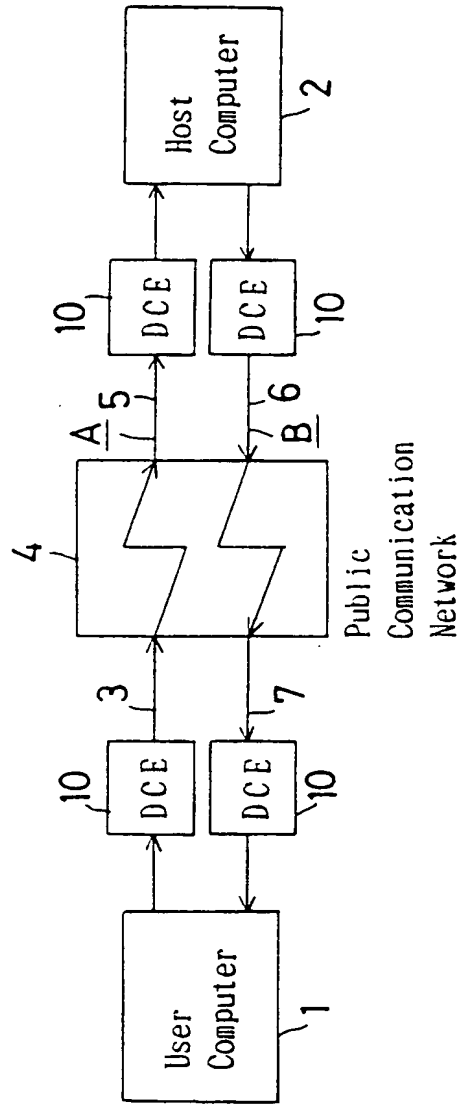 User
Computer
1
10
DCE
3
4
A
5
10
DCE
Host
Computer
2
DCE
10
7
Public
Communication
Network
B
6
DCE
10